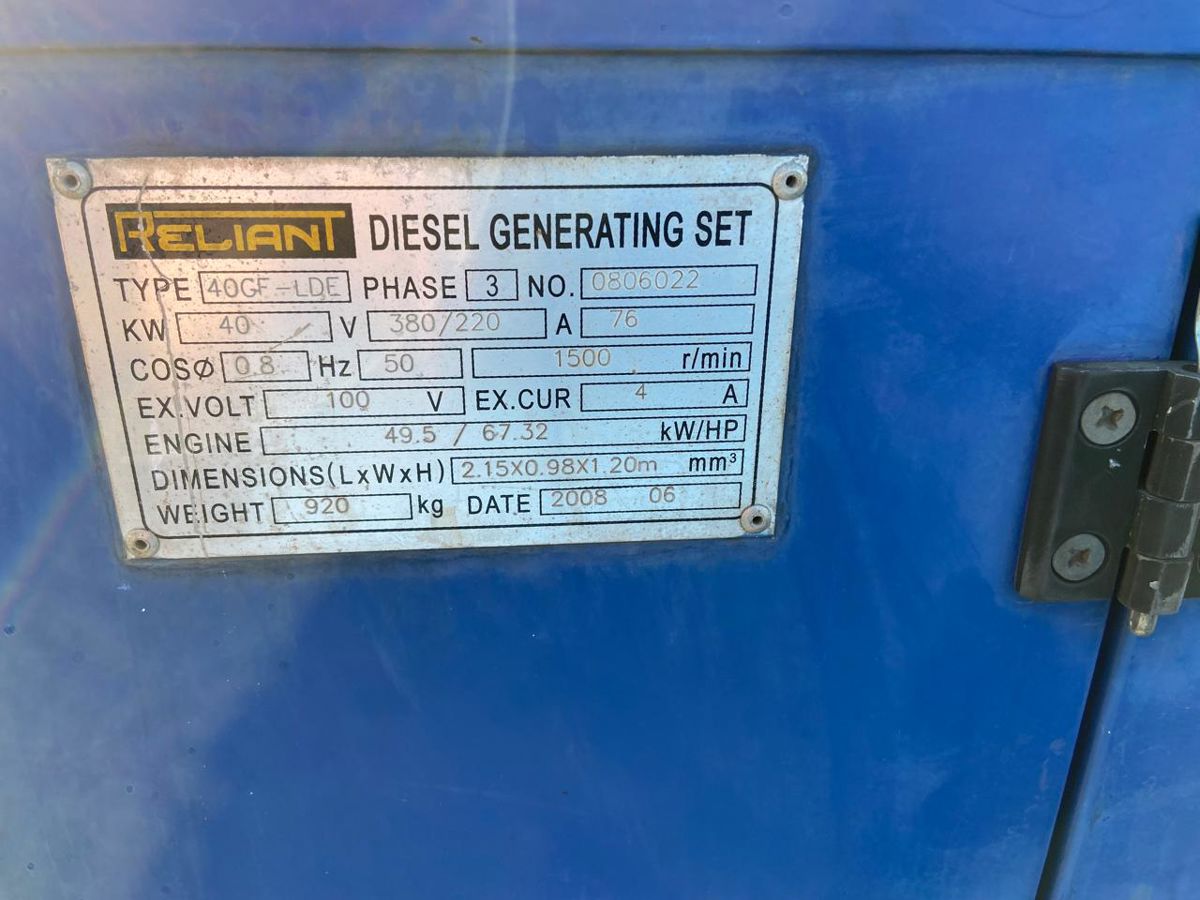 RELIANT DIESEL GENERATING SET
TYPE 40GF-LDE PHASE 3 NO. 0806022
KW 40 V 380/220 A 76
COSØ 0.8 Hz 50 1500 r/min
EX.VOLT 100 V EX.CUR 4 A
ENGINE 49.5 / 67.32 kW/HP
DIMENSIONS(LxWxH) 2.15X0.98X1.20m mm³
WEIGHT 920 kg DATE 2008 06